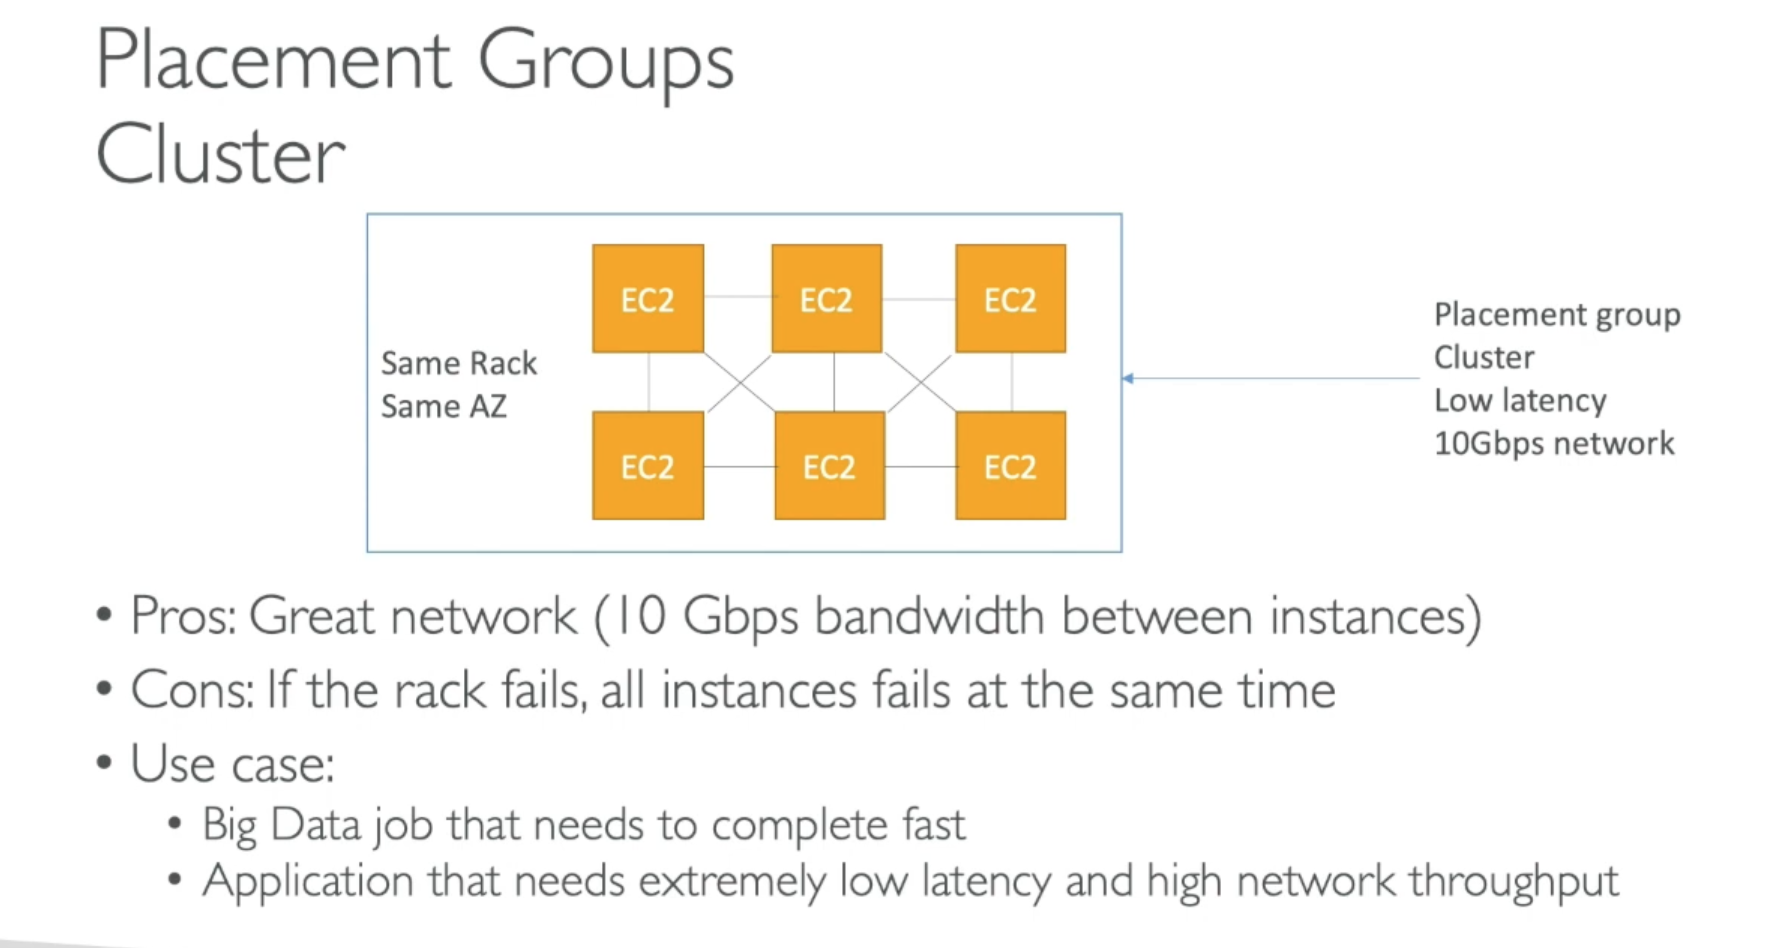 Placement Groups
Cluster
EC2 EC2 EC2
Same Rack
Same AZ
EC2 EC2 EC2
Placement group
Cluster
Low latency
10Gbps network
• Pros: Great network (10 Gbps bandwidth between instances)
• Cons: If the rack fails, all instances fails at the same time
• Use case:
• Big Data job that needs to complete fast
• Application that needs extremely low latency and high network throughput